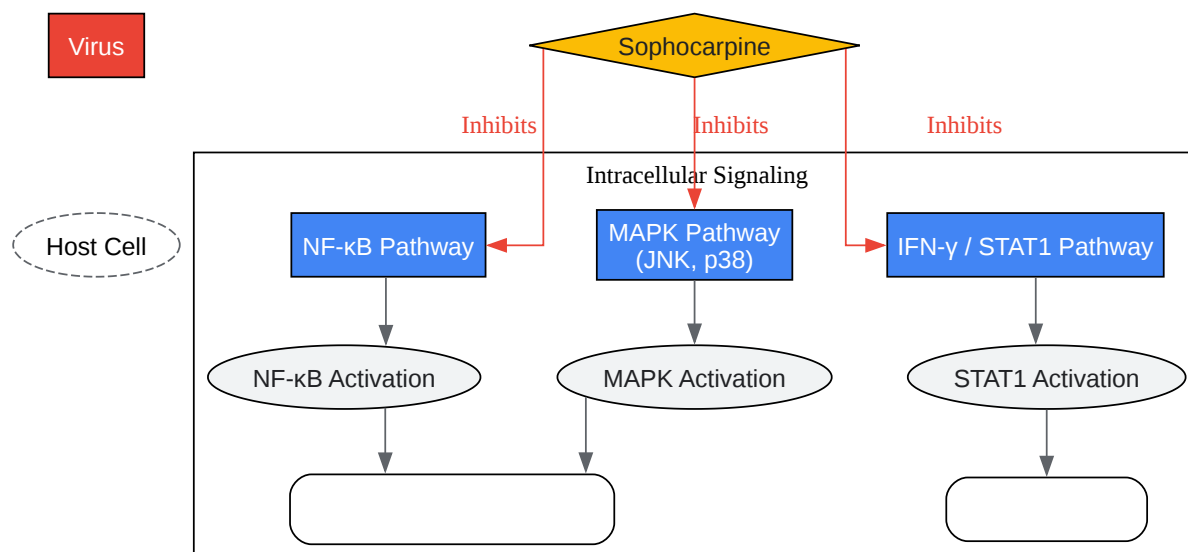 Virus
Sophocarpine
Inhibits
Inhibits
Inhibits
Intracellular Signaling
Host Cell
NF-κB Pathway
MAPK Pathway
(JNK, p38)
IFN-γ / STAT1 Pathway
NF-κB Activation
MAPK Activation
STAT1 Activation